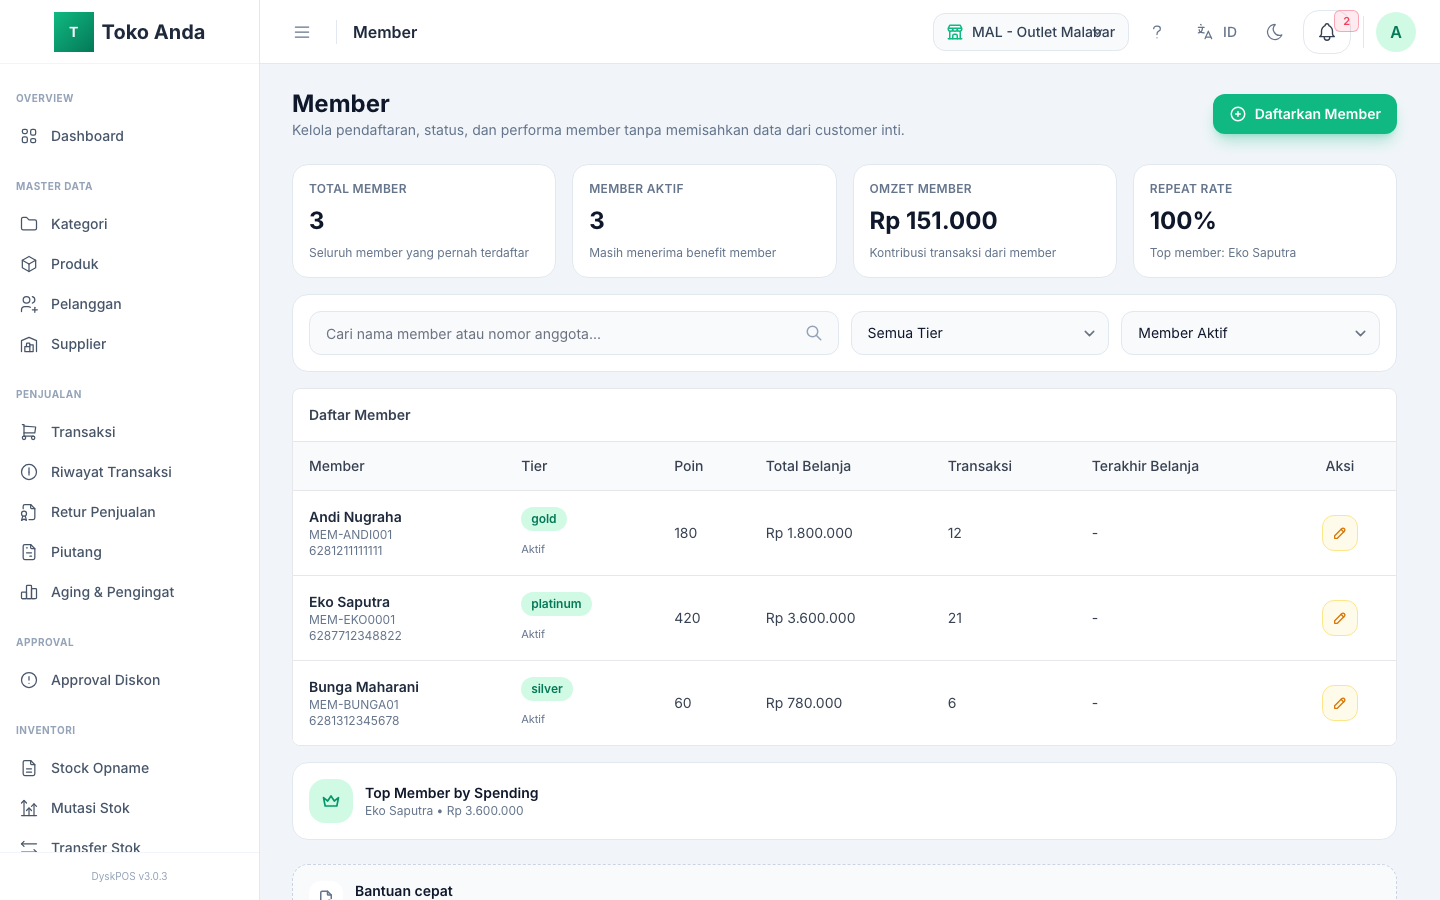 T
Toko Anda
Member
MAL - Outlet Malabar
?
ID
2
A
OVERVIEW
Dashboard
MASTER DATA
Kategori
Produk
Pelanggan
Supplier
PENJUALAN
Transaksi
Riwayat Transaksi
Retur Penjualan
Piutang
Aging & Pengingat
APPROVAL
Approval Diskon
INVENTORI
Stock Opname
Mutasi Stok
Transfer Stok
DyskPOS v3.0.3
Member
Kelola pendaftaran, status, dan performa member tanpa memisahkan data dari customer inti.
Daftarkan Member
TOTAL MEMBER
3
Seluruh member yang pernah terdaftar
MEMBER AKTIF
3
Masih menerima benefit member
OMZET MEMBER
Rp 151.000
Kontribusi transaksi dari member
REPEAT RATE
100%
Top member: Eko Saputra
Cari nama member atau nomor anggota...
Semua Tier
Member Aktif
Daftar Member
Member Tier Poin Total Belanja Transaksi Terakhir Belanja Aksi
Andi Nugraha
MEM-ANDI001
6281211111111
gold
Aktif
180
Rp 1.800.000
12
-
Eko Saputra
MEM-EKO0001
6287712348822
platinum
Aktif
420
Rp 3.600.000
21
-
Bunga Maharani
MEM-BUNGA01
6281312345678
silver
Aktif
60
Rp 780.000
6
-
Top Member by Spending
Eko Saputra • Rp 3.600.000
Bantuan cepat